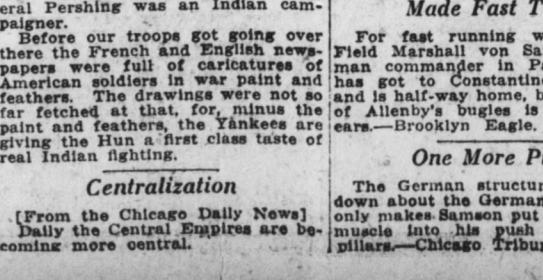 eral Pershing was an Indian cam-
paigner.
Before our troops got going over
there the French and English news-
papers were full of caricatures of
American soldiers in war paint and
feathers. The drawings were not so
far fetched at that, for, minus the
paint and feathers, the Yankees are
giving the Hun a first class taste of
real Indian fighting.
Centralization
[From the Chicago Daily News]
Daily the Central Empires are be-
coming more central.
Made Fast T
For fast running w
Field Marshall von Sa
man commander in Pa
has got to Constantin
and is half-way home, b
of Allenby's bugles is
ears.—Brooklyn Eagle.
One More P
The German structur
down about the German
only makes Samson put
muscle into his push
pillars.—Chicago Tribun